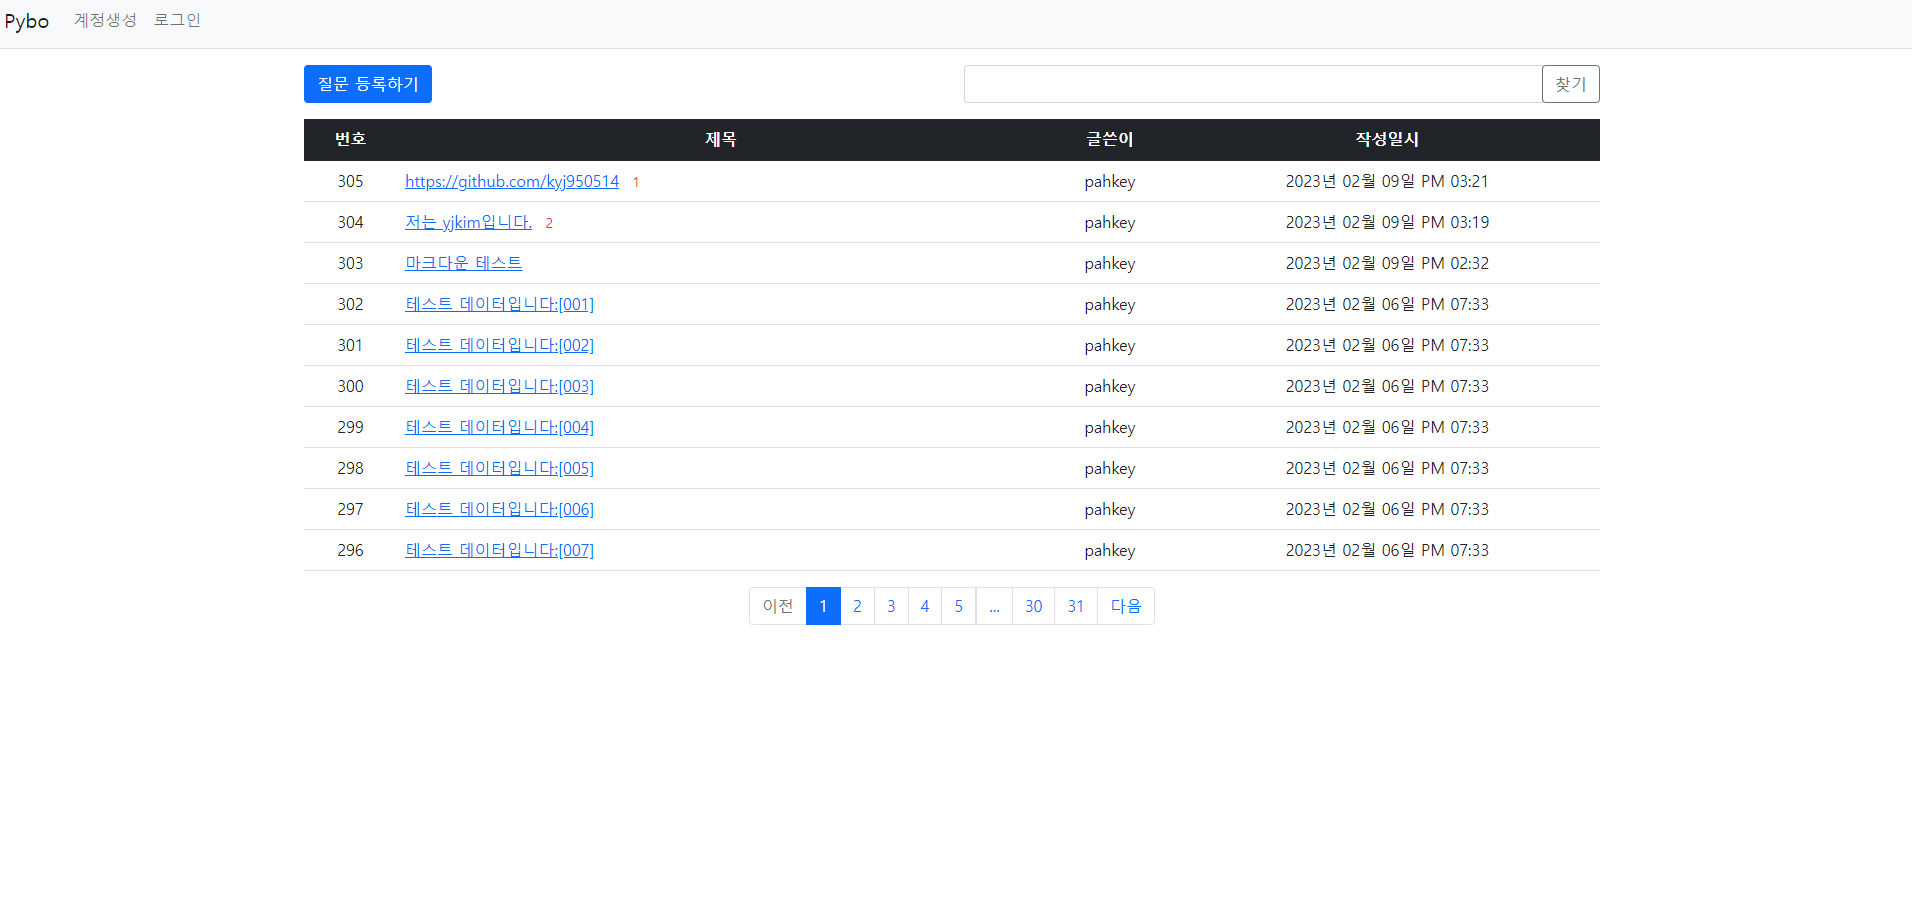 Pybo 계정생성 로그인
질문 등록하기 찾기
번호 제목 글쓴이 작성일시
305 https://github.com/kyj950514 1 pahkey 2023년 02월 09일 PM 03:21
304 저는 yjkim입니다. 2 pahkey 2023년 02월 09일 PM 03:19
303 마크다운 테스트 pahkey 2023년 02월 09일 PM 02:32
302 테스트 데이터입니다:[001] pahkey 2023년 02월 06일 PM 07:33
301 테스트 데이터입니다:[002] pahkey 2023년 02월 06일 PM 07:33
300 테스트 데이터입니다:[003] pahkey 2023년 02월 06일 PM 07:33
299 테스트 데이터입니다:[004] pahkey 2023년 02월 06일 PM 07:33
298 테스트 데이터입니다:[005] pahkey 2023년 02월 06일 PM 07:33
297 테스트 데이터입니다:[006] pahkey 2023년 02월 06일 PM 07:33
296 테스트 데이터입니다:[007] pahkey 2023년 02월 06일 PM 07:33
이전 1 2 3 4 5 ... 30 31 다음